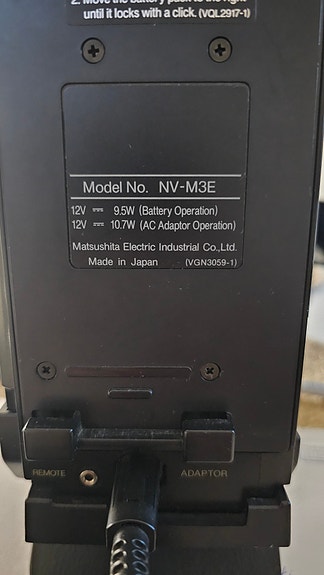 2. Move the battery pack to the right
until it locks with a click. (VQL2917-1)
Model No. NV-M3E
12V ⎓ 9.5W (Battery Operation)
12V ⎓ 10.7W (AC Adaptor Operation)
Matsushita Electric Industrial Co.,Ltd.
Made in Japan (VGN3059-1)
REMOTE ADAPTOR